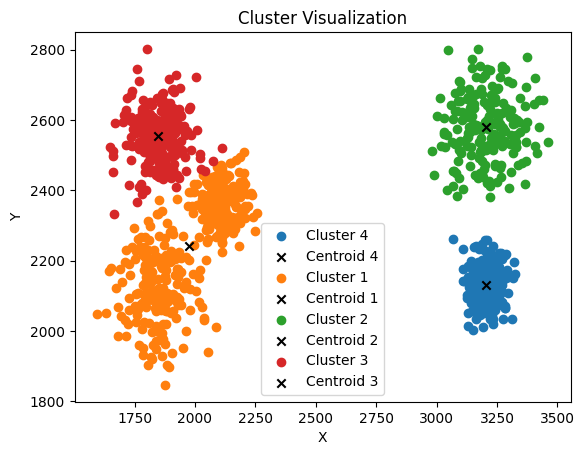 Cluster Visualization
2800
2600
2400
2200
2000
1800
Y
Cluster 4
Centroid 4
Cluster 1
Centroid 1
Cluster 2
Centroid 2
Cluster 3
Centroid 3
1750
2000
2250
2500
2750
3000
3250
3500
X